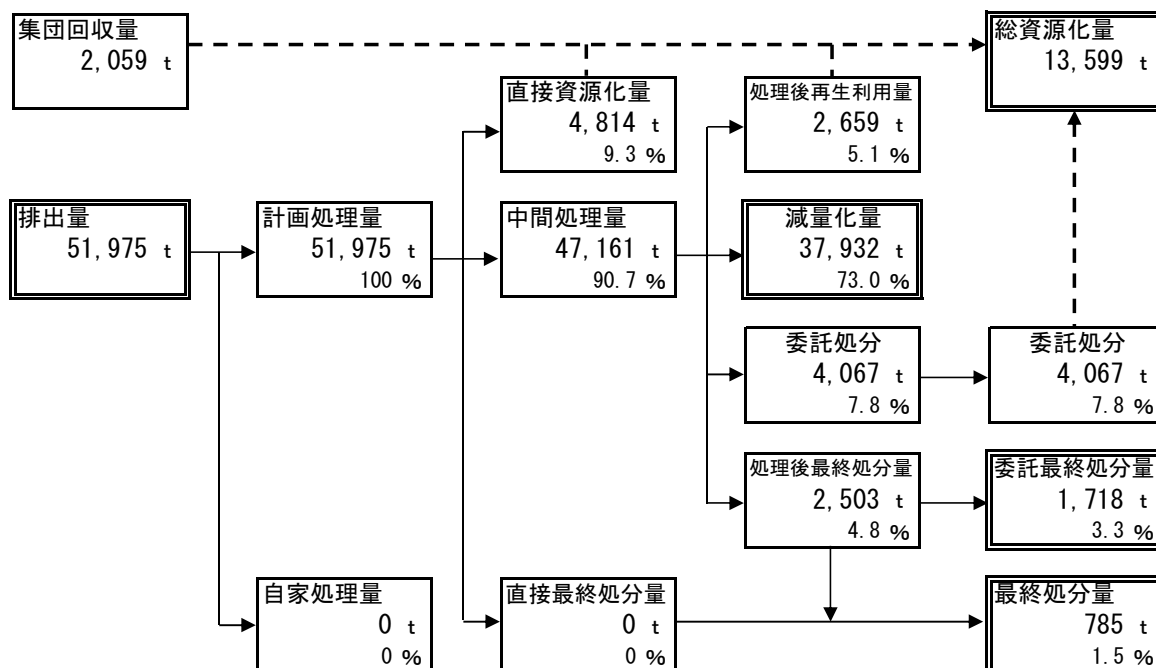 集団回収量
2,059 t
総資源化量
13,599 t
直接資源化量
4,814 t
9.3 %
処理後再生利用量
2,659 t
5.1 %
排出量
51,975 t
計画処理量
51,975 t
100 %
中間処理量
47,161 t
90.7 %
減量化量
37,932 t
73.0 %
委託処分
4,067 t
7.8 %
委託処分
4,067 t
7.8 %
処理後最終処分量
2,503 t
4.8 %
委託最終処分量
1,718 t
3.3 %
自家処理量
0 t
0 %
直接最終処分量
0 t
0 %
最終処分量
785 t
1.5 %